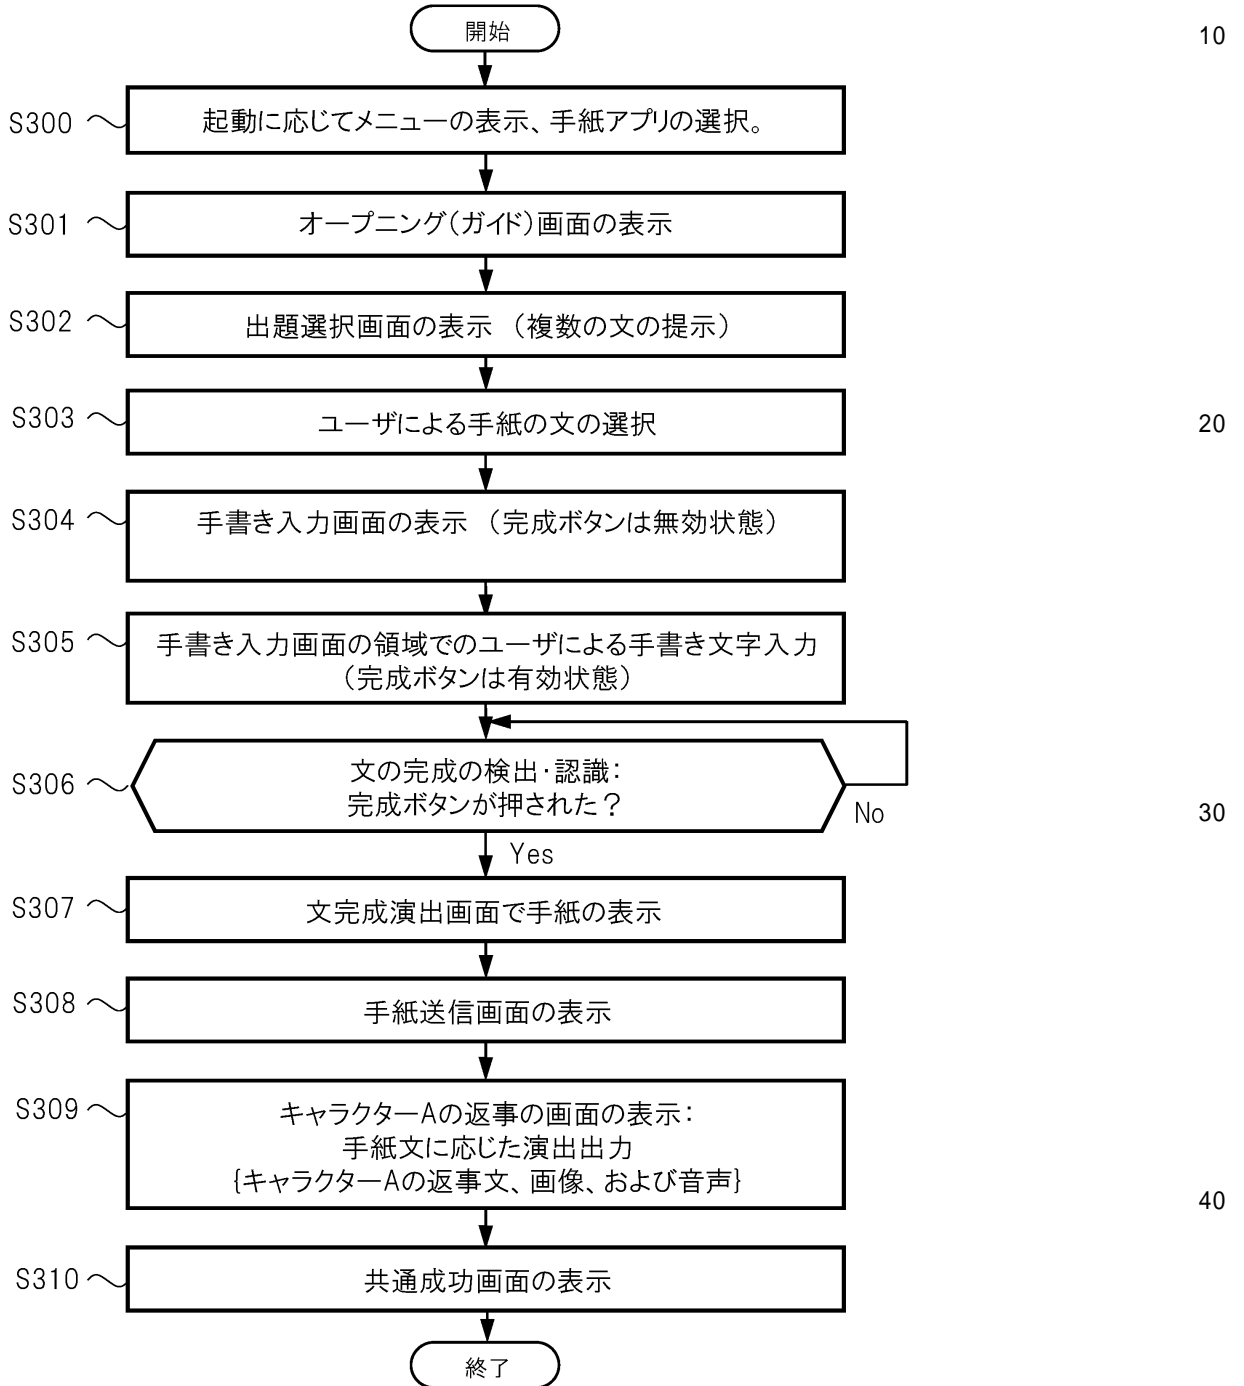 開始
10
S300
起動に応じてメニューの表示、手紙アプリの選択。
S301
オープニング（ガイド）画面の表示
S302
出題選択画面の表示　（複数の文の提示）
S303
ユーザによる手紙の文の選択
20
S304
手書き入力画面の表示　（完成ボタンは無効状態）
S305
手書き入力画面の領域でのユーザによる手書き文字入力
（完成ボタンは有効状態）
S306
文の完成の検出・認識：
完成ボタンが押された？
No
30
Yes
S307
文完成演出画面で手紙の表示
S308
手紙送信画面の表示
S309
キャラクターAの返事の画面の表示：
手紙文に応じた演出出力
{キャラクターAの返事文、画像、および音声}
40
S310
共通成功画面の表示
終了